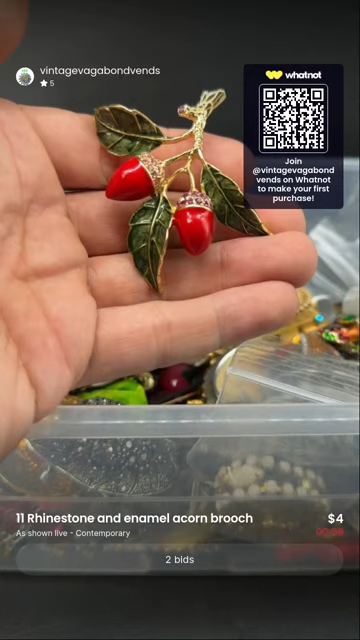 vintagevagabondvends
★ 5
whatnot
Join
@vintagevagabond
vends on Whatnot
to make your first
purchase!
11 Rhinestone and enamel acorn brooch
$4
As shown live - Contemporary
2 bids